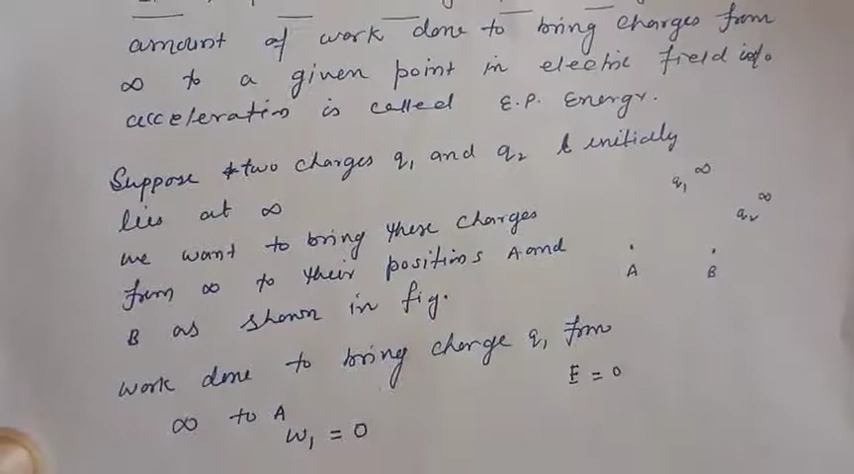 amount of work done to bring charges from
∞ to a given point in electric field w/o
acceleration is called E.P. Energy.
Suppose two charges q₁ and q₂ initially
lies at ∞
we want to bring these charges
from ∞ to their positions A and
B as shown in fig.
q₁ ∞
q₂ ∞
A B
work done to bring charge q₁ from
∞ to A
E = 0
W₁ = 0